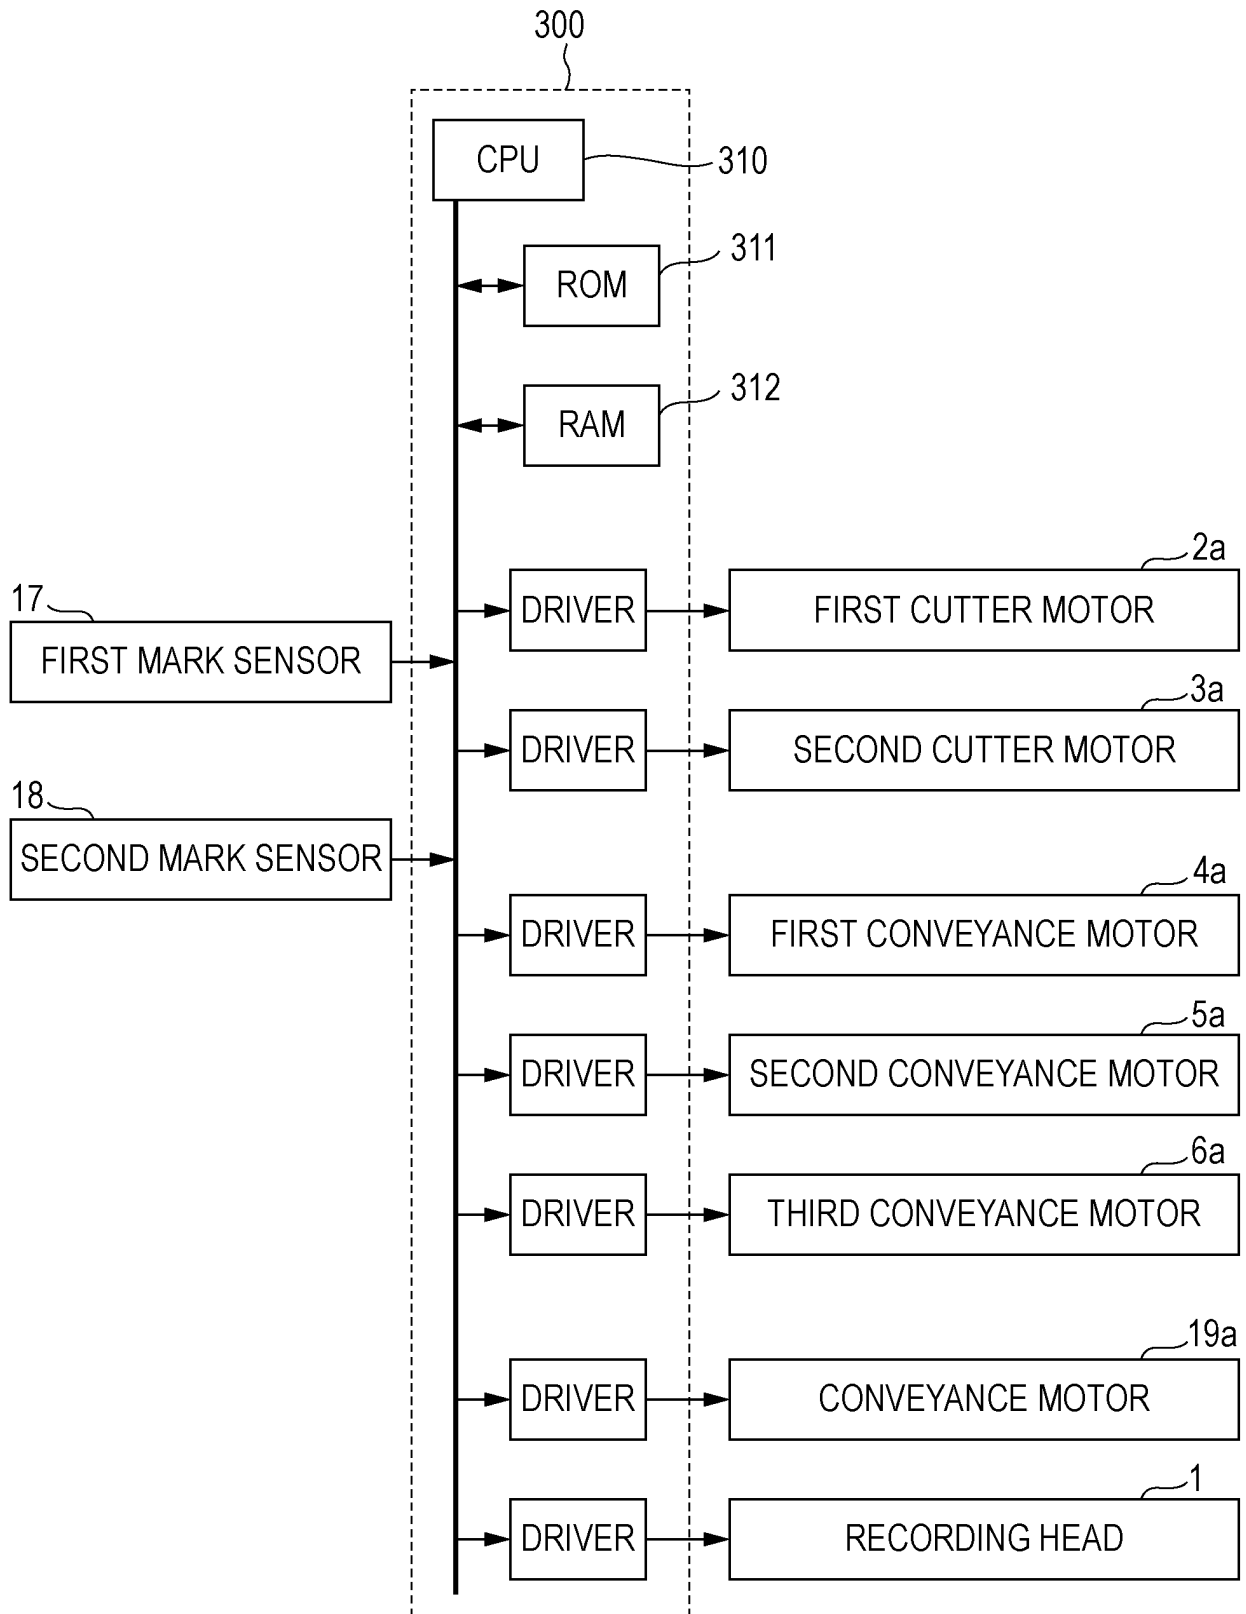 300
CPU
310
311
ROM
312
RAM
2a
17
DRIVER
FIRST CUTTER MOTOR
FIRST MARK SENSOR
3a
DRIVER
SECOND CUTTER MOTOR
18
SECOND MARK SENSOR
4a
DRIVER
FIRST CONVEYANCE MOTOR
5a
DRIVER
SECOND CONVEYANCE MOTOR
6a
DRIVER
THIRD CONVEYANCE MOTOR
19a
DRIVER
CONVEYANCE MOTOR
1
DRIVER
RECORDING HEAD